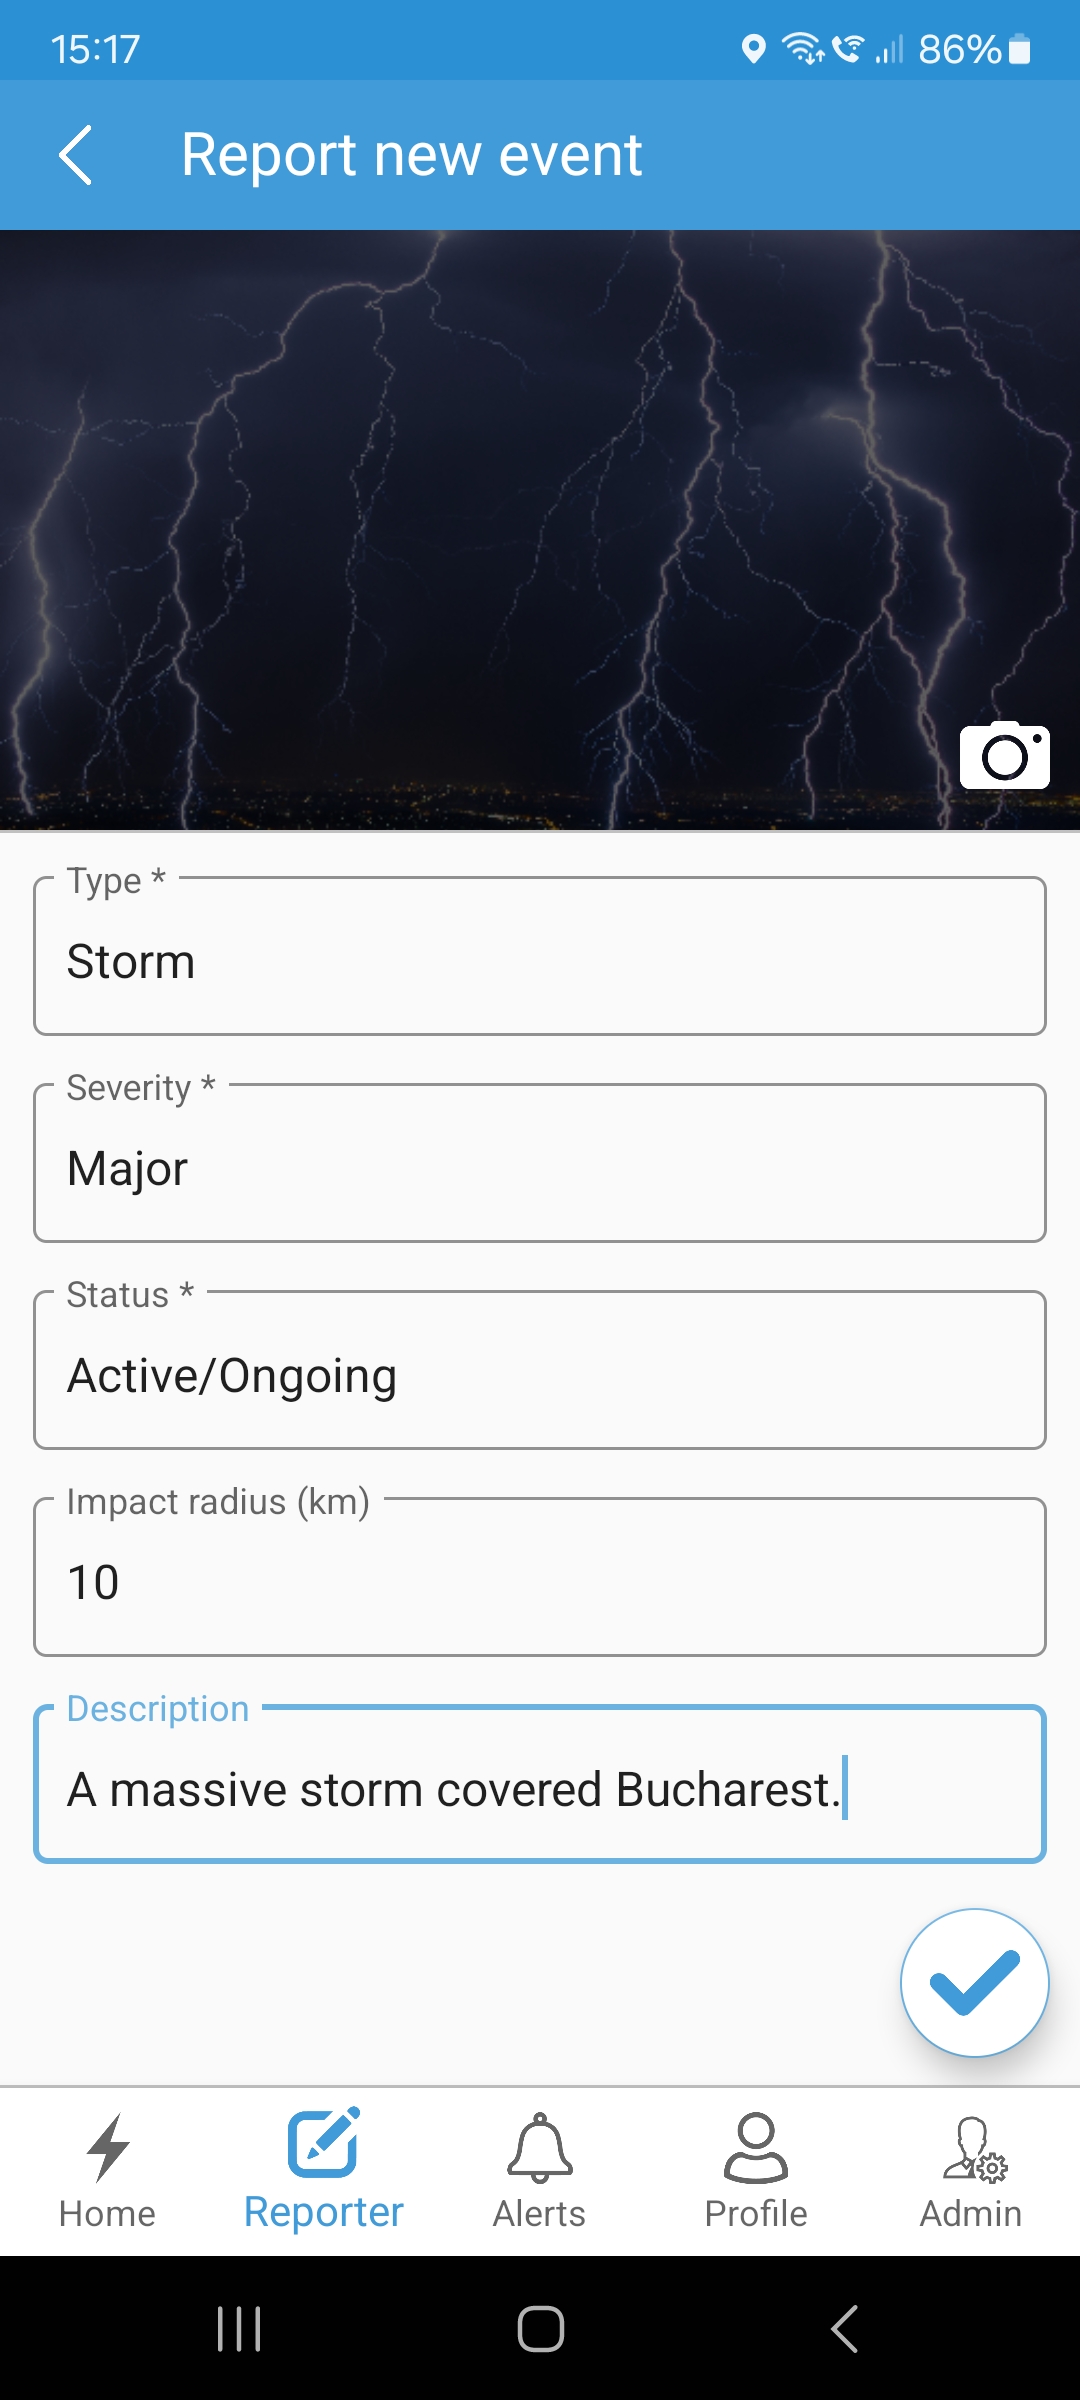 15:17 86%
Report new event
Type *
Storm
Severity *
Major
Status *
Active/Ongoing
Impact radius (km)
10
Description
A massive storm covered Bucharest.
Home Reporter Alerts Profile Admin